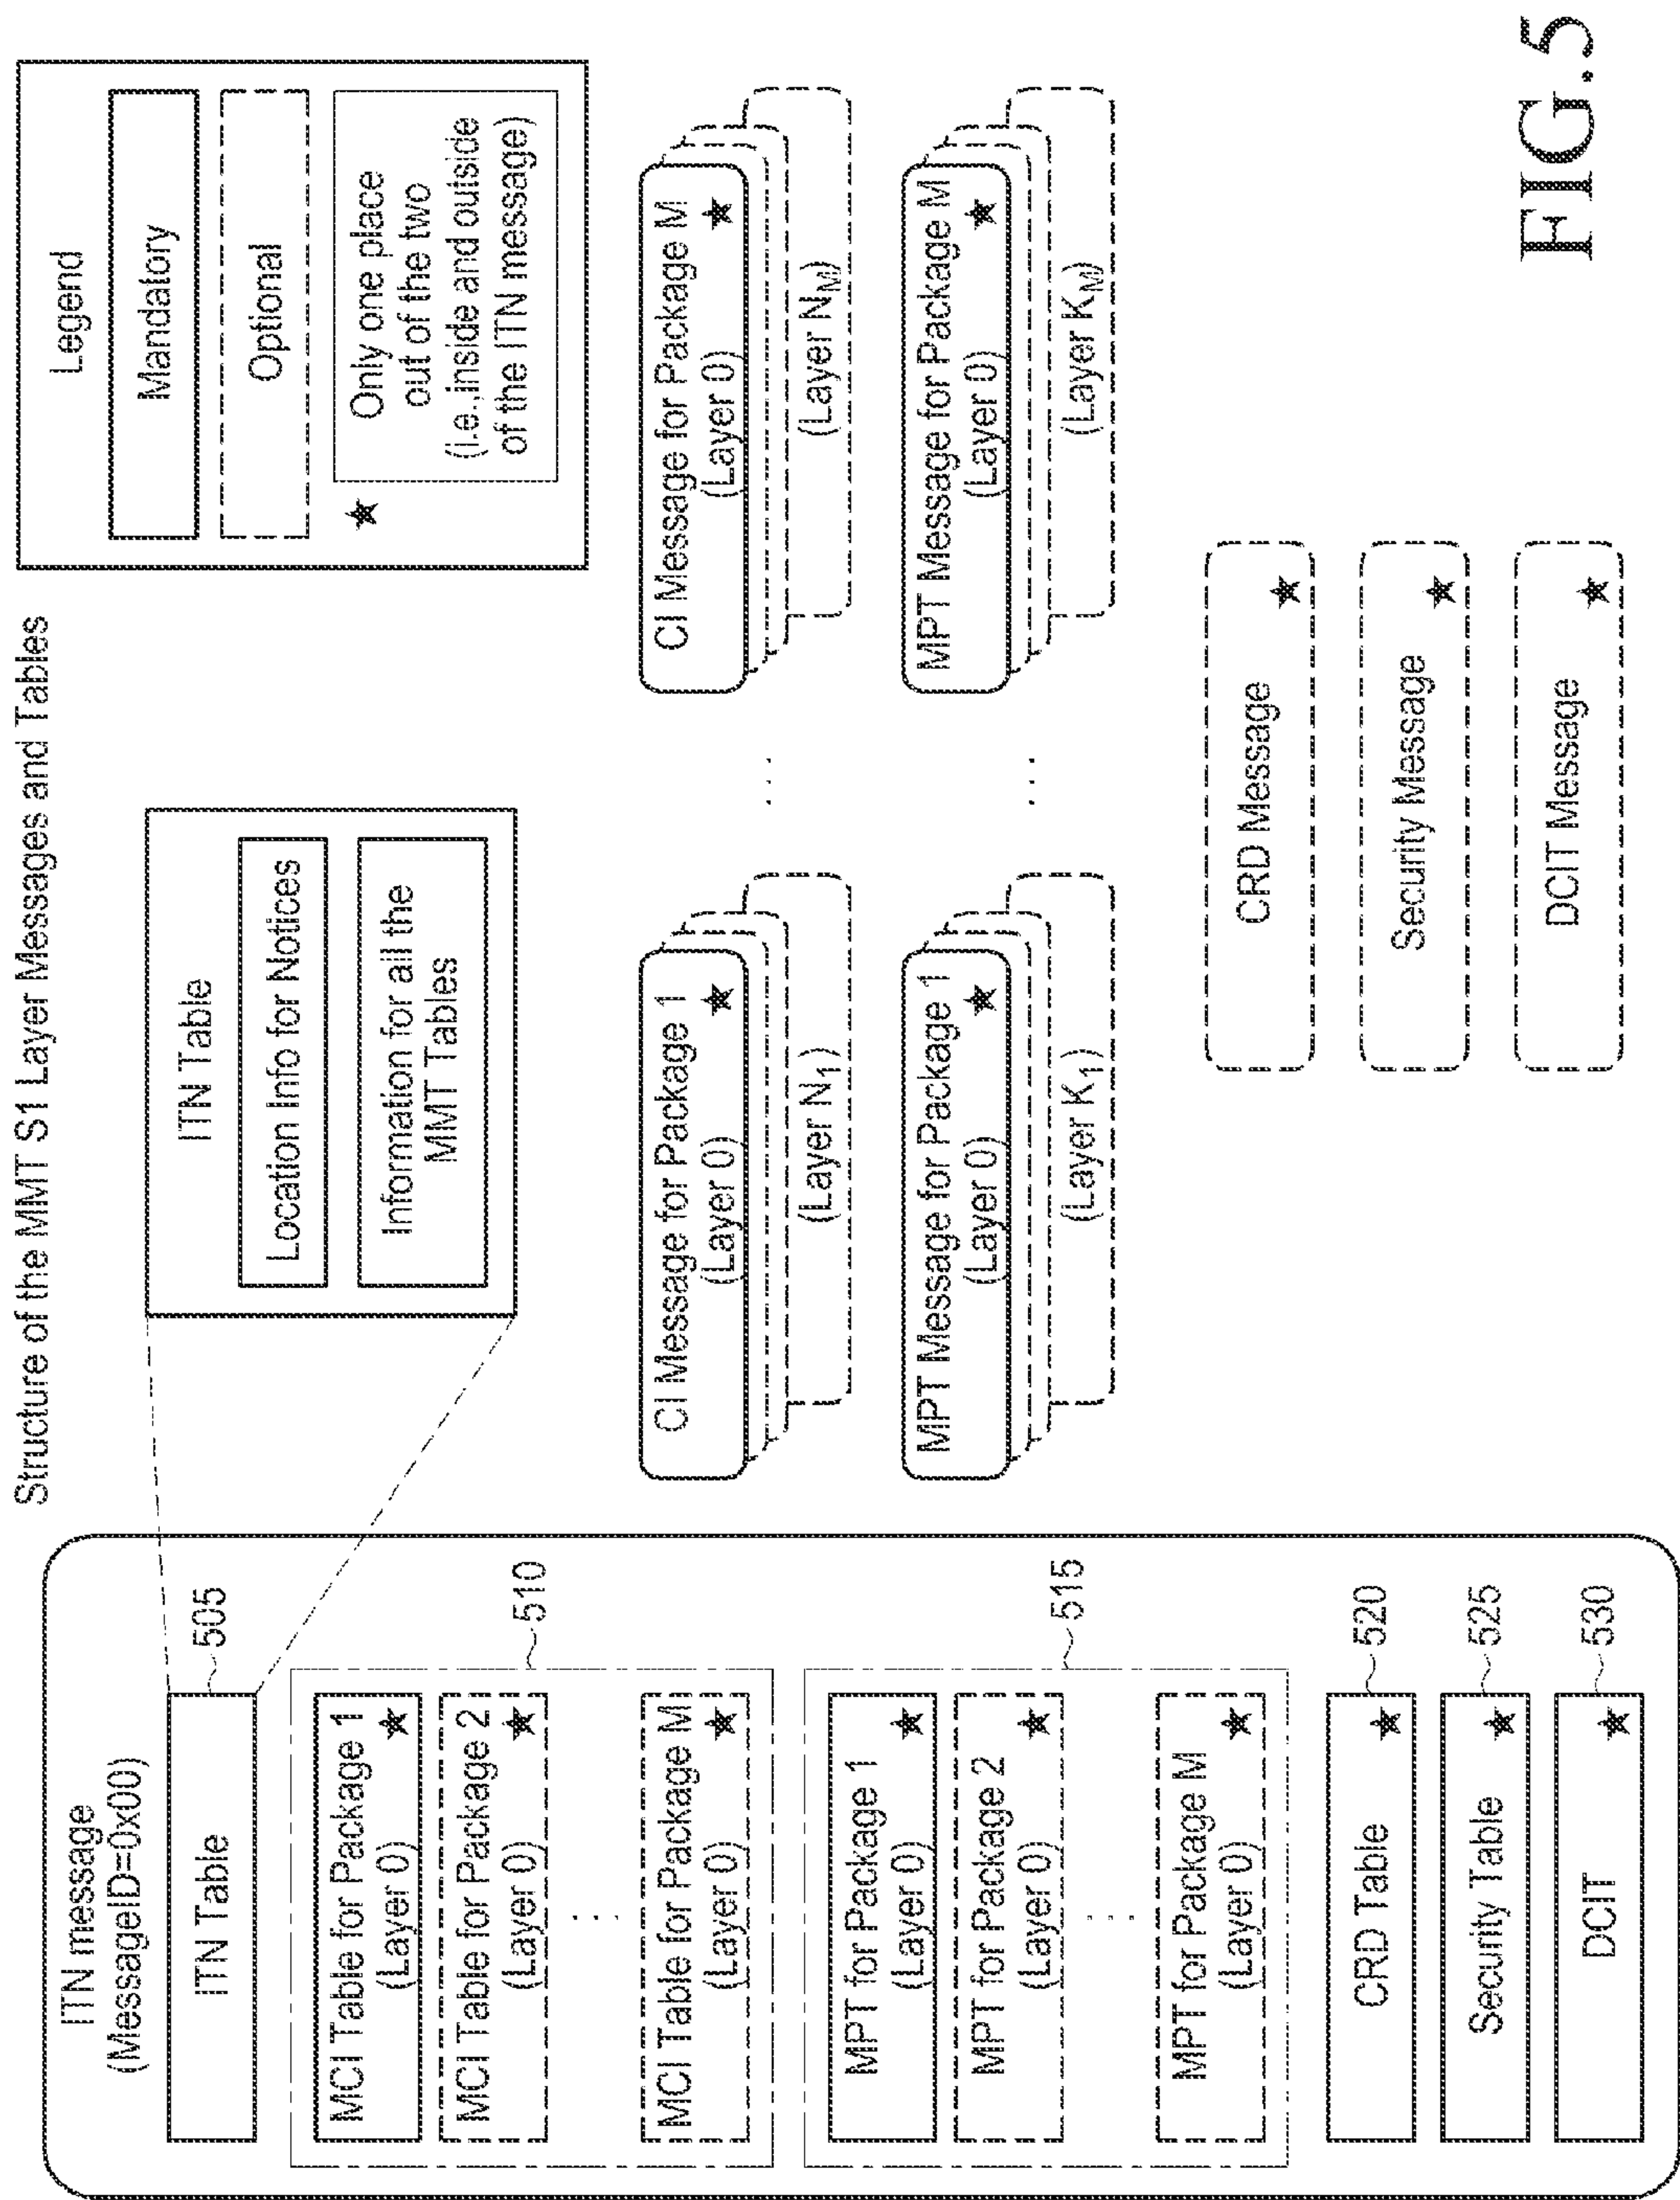 Structure of the MMT S1 Layer Messages and Tables
ITN message
(MessageID=0x00)
ITN Table
505
MCI Table for Package 1
(Layer 0)
★
MCI Table for Package 2
(Layer 0)
★
...
MCI Table for Package M
(Layer 0)
★
510
MPT for Package 1
(Layer 0)
★
MPT for Package 2
(Layer 0)
★
...
MPT for Package M
(Layer 0)
★
515
CRD Table
★
520
Security Table
★
525
DCIT
★
530
ITN Table
Location Info for Notices
Information for all the
MMT Tables
Legend
Mandatory
Optional
★
Only one place
out of the two
(i.e.,inside and outside
of the ITN message)
CI Message for Package 1
(Layer 0)
★
(Layer N1)
...
CI Message for Package M
(Layer 0)
★
(Layer NM)
MPT Message for Package 1
(Layer 0)
★
(Layer K1)
...
MPT Message for Package M
(Layer 0)
★
(Layer KM)
CRD Message
★
Security Message
★
DCIT Message
★
FIG.5